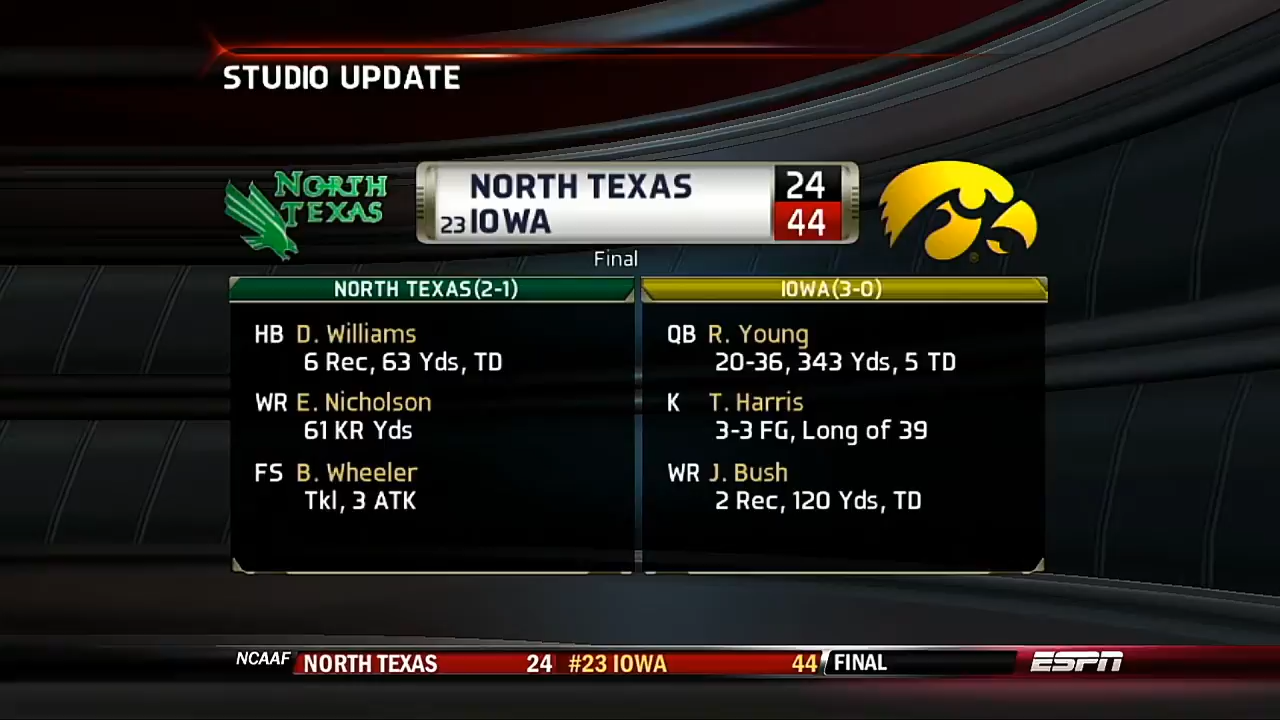 STUDIO UPDATE
NORTH TEXAS
NORTH TEXAS 24
23 IOWA 44
Final
NORTH TEXAS (2-1)
HB D. Williams
6 Rec, 63 Yds, TD
WR E. Nicholson
61 KR Yds
FS B. Wheeler
Tkl, 3 ATK
IOWA (3-0)
QB R. Young
20-36, 343 Yds, 5 TD
K T. Harris
3-3 FG, Long of 39
WR J. Bush
2 Rec, 120 Yds, TD
NCAAF NORTH TEXAS 24 #23 IOWA 44 FINAL ESPN